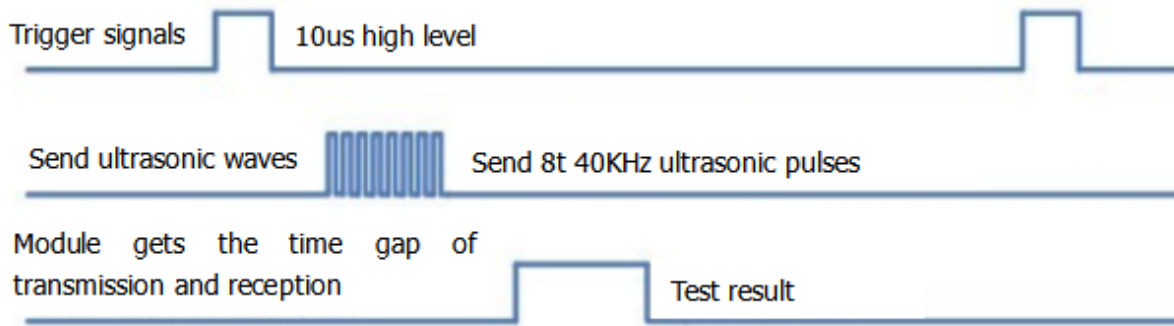 Trigger signals 10us high level
Send ultrasonic waves Send 8t 40KHz ultrasonic pulses
Module gets the time gap of
transmission and reception Test result